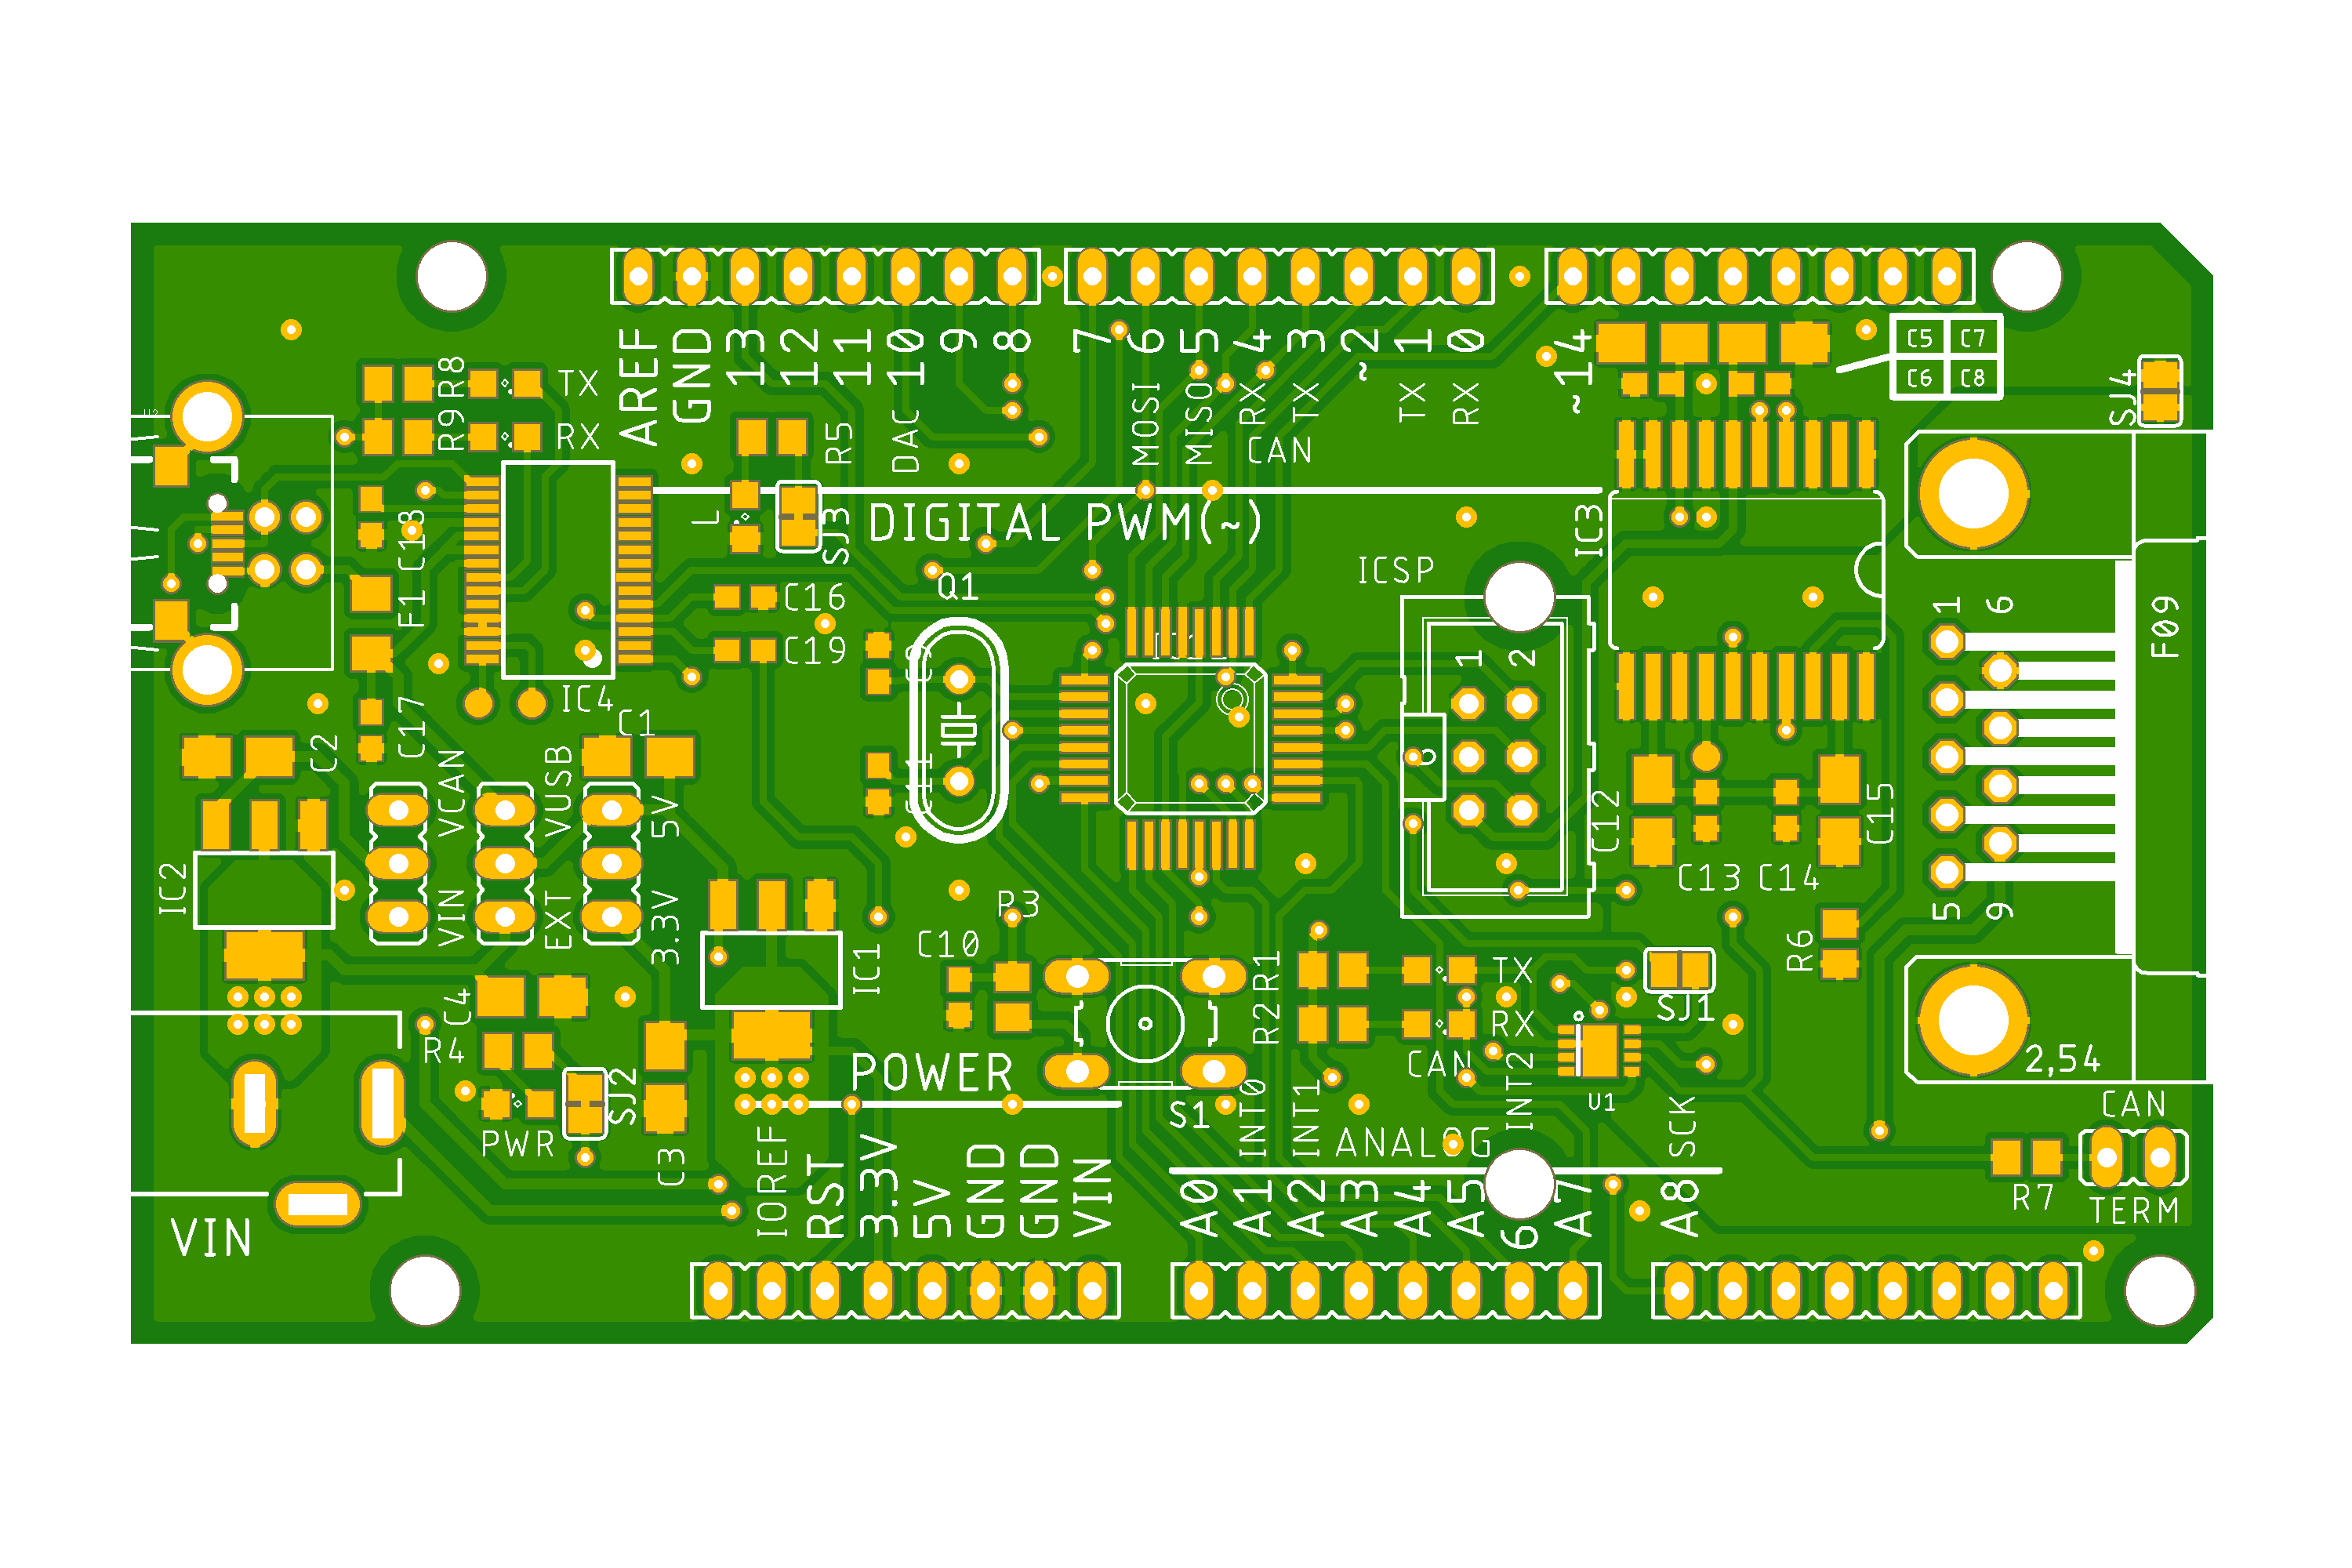 AREF
GND
13
12
11
10
9
8
7
6
5
4
3
~2
1
0
~14
C5
C7
C6
C8
SJ4
R8
R9
TX
RX
R5
DAC
MOSI
MISO
RX
TX
CAN
TX
RX
L
SJ3
DIGITAL PWM(~)
IC3
C18
F1
Q1
ICSP
C16
C19
1
6
F09
1
2
IC4
C1
C2
C17
C11
VCAN
VUSB
5V
C12
C15
IC2
VIN
EXT
3.3V
C13
C14
R3
C10
5
9
IC1
R1
R2
TX
RX
CAN
SJ1
R6
C4
R4
POWER
2,54
SJ2
PWR
C3
S1
INT0
INT1
ANALOG
INT2
U1
SCK
CAN
TERM
R7
VIN
IOREF
RST
3.3V
5V
GND
GND
VIN
A0
A1
A2
A3
A4
A5
6
A7
A8